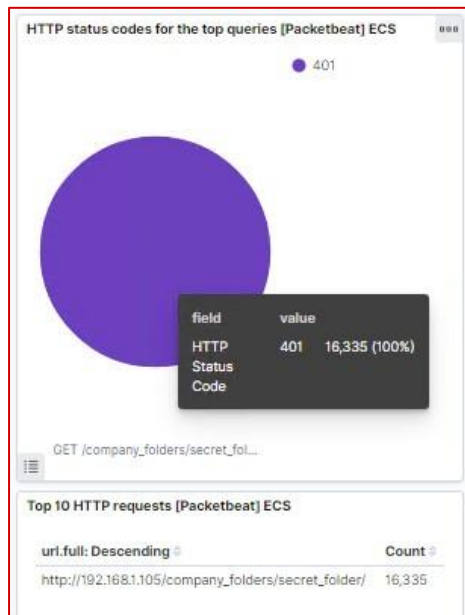 HTTP status codes for the top queries [Packetbeat] ECS
401
field value
HTTP Status Code 401 16,335 (100%)
GET /company_folders/secret_fol...
Top 10 HTTP requests [Packetbeat] ECS
url.full: Descending Count
http://192.168.1.105/company_folders/secret_folder/ 16,335